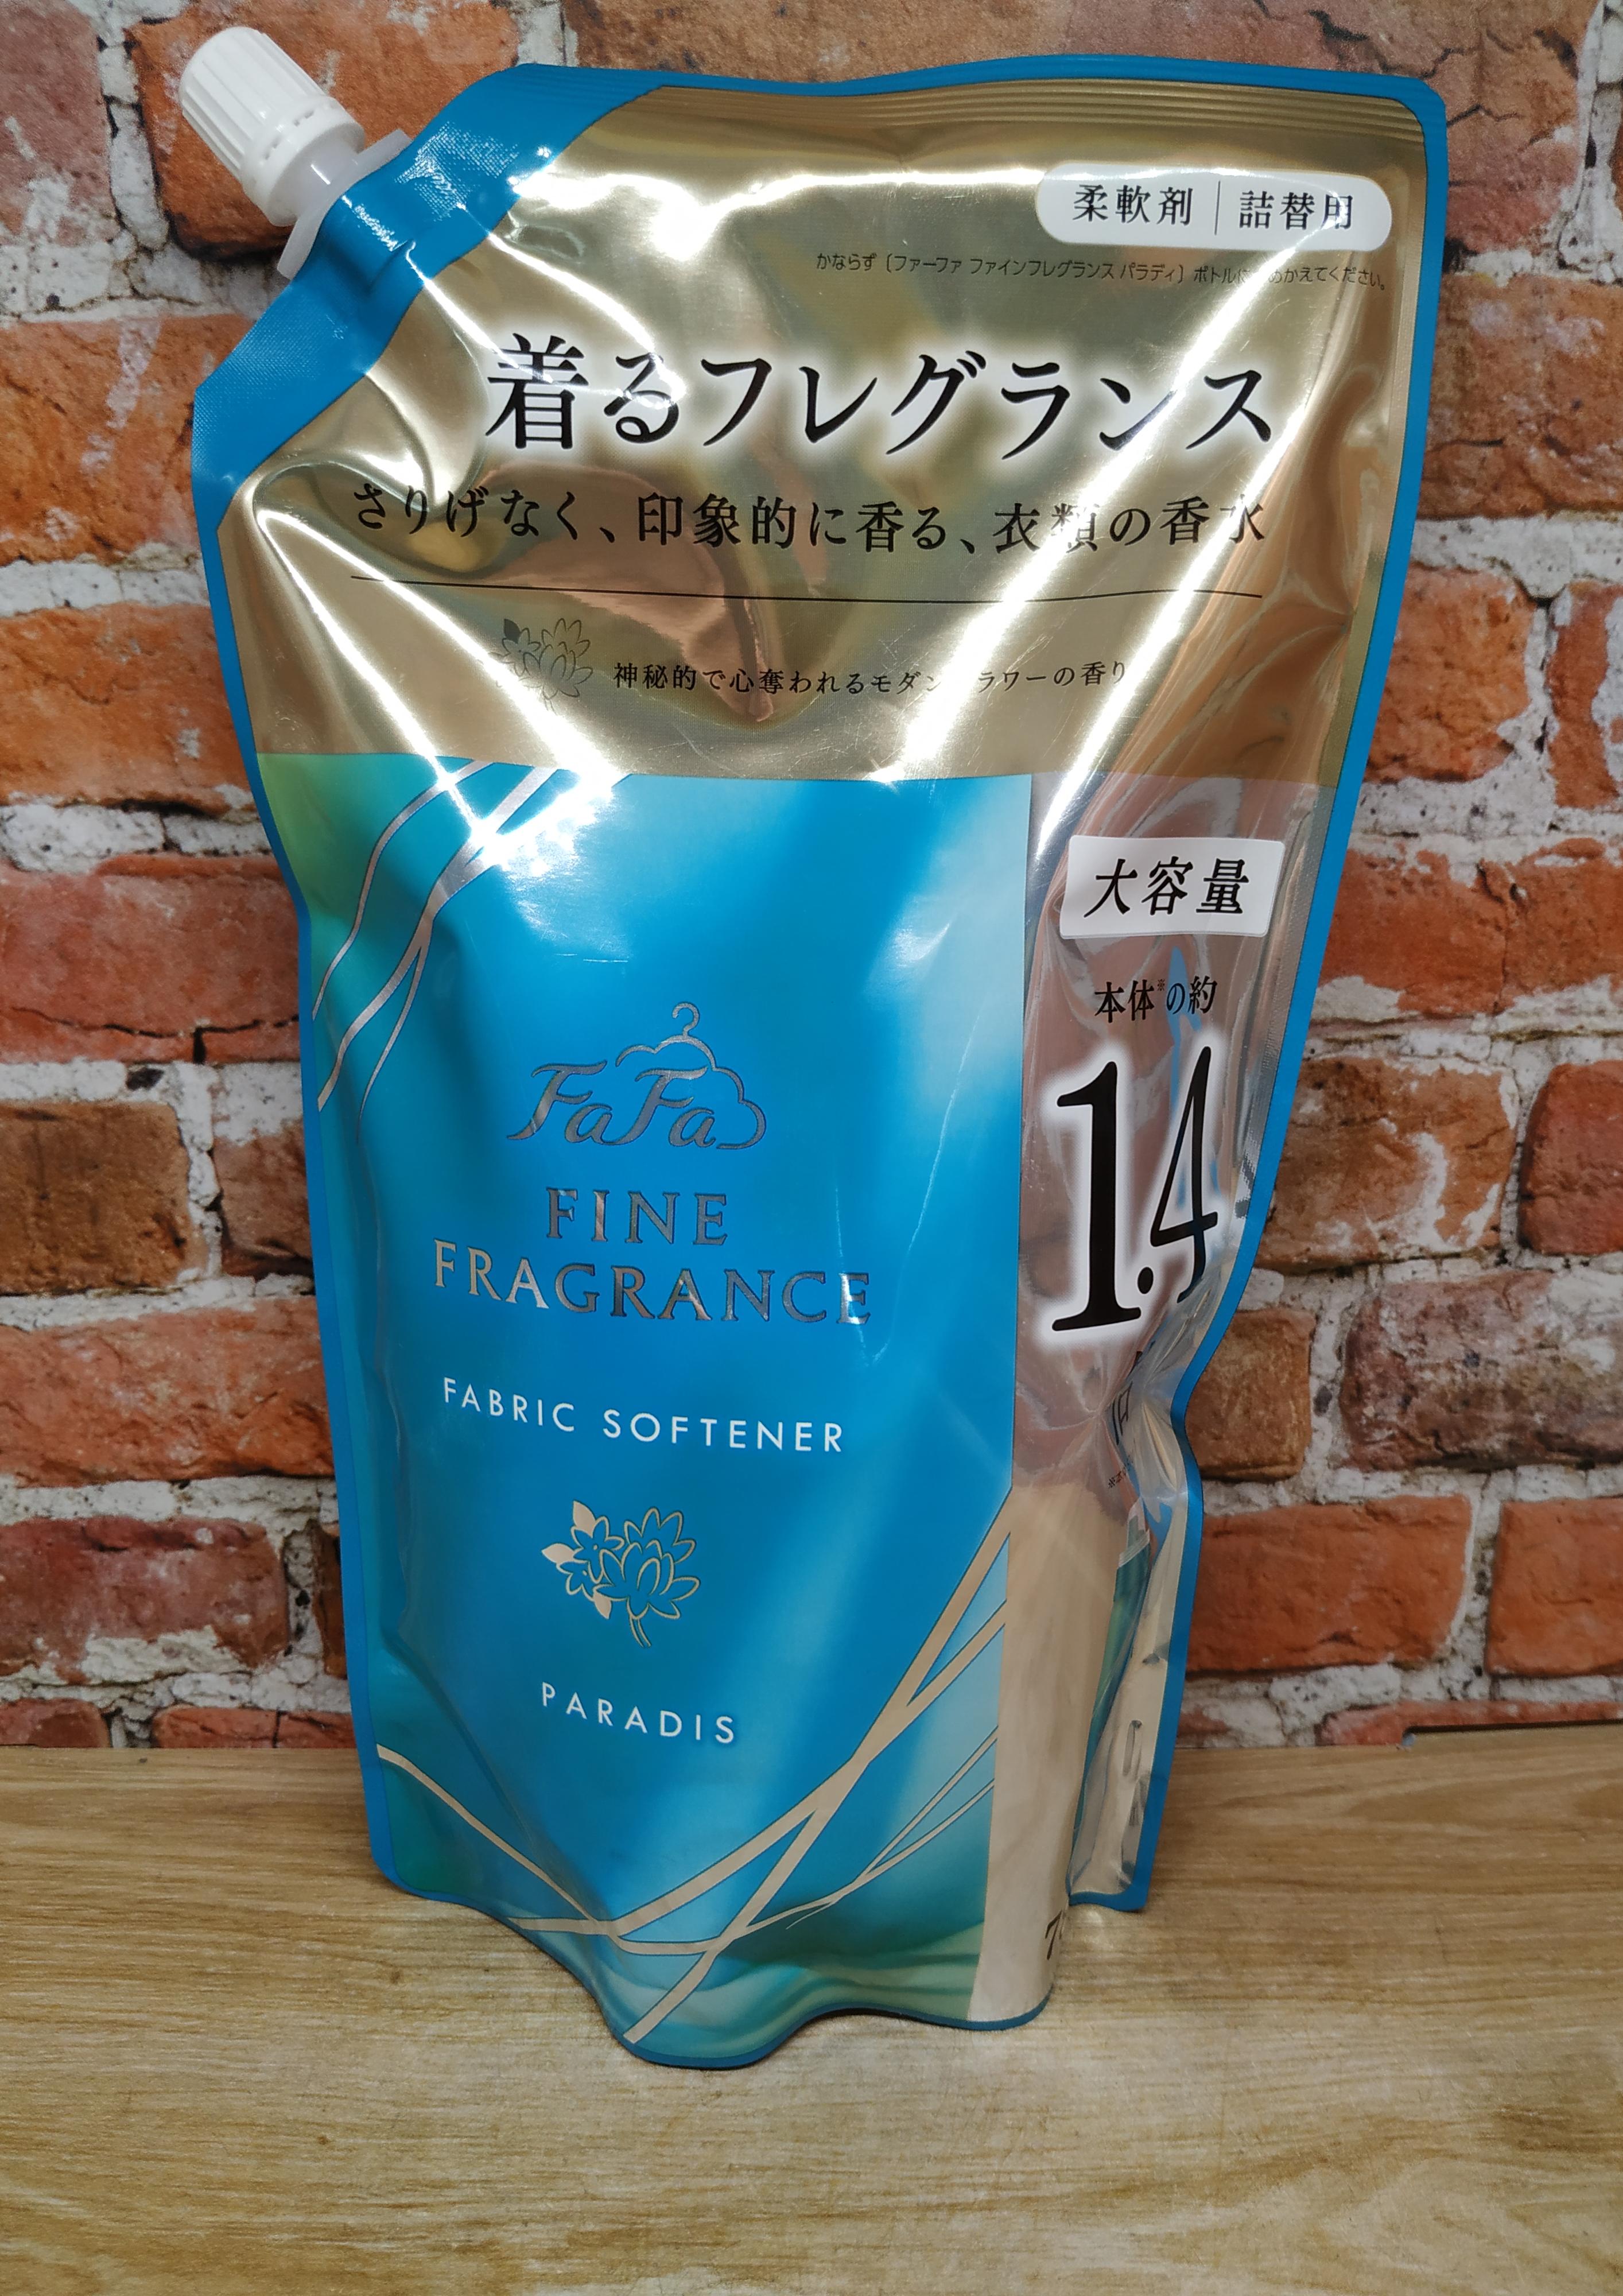 柔軟剤 | 詰替用
かならず〔ファーファ ファインフレグランス パラディ〕ボトルに めかえてください。
着るフレグランス
さりげなく、印象的に香る、衣類の香水
神秘的で心奪われるモダン ラワーの香り
大容量
本体※の約
1.4
FaFa
FINE
FRAGRANCE
FABRIC SOFTENER
PARADIS